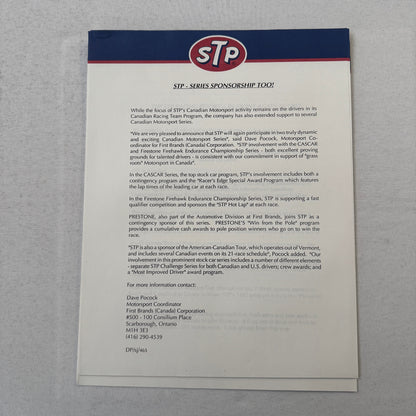 STP
STP - SERIES SPONSORSHIP TOO!
While the focus of STP's Canadian Motorsport activity remains on the drivers in its
Canadian Racing Team Program, the company has also extended support to several
Canadian Motorsport Series.
"We are very pleased to announce that STP will again participate in two truly dynamic
and exciting Canadian Motorsport Series", said Dave Pocock, Motorsport Co-
ordinator for First Brands (Canada) Corporation. "STP involvement with the CASCAR
and Firestone Firehawk Endurance Championship Series - both excellent proving
grounds for talented drivers - is consistent with our commitment in support of "grass
roots" Motorsport in Canada".
In the CASCAR Series, the top stock car program, STP's involvement includes both a
contingency program and the "Racer's Edge Special Award Program which features
the lap times of the leading car at each race.
In the Firestone Firehawk Endurance Championship Series, STP is supporting a fast
qualifier competition and sponsors the "STP Hot Lap" at each race.
PRESTONE, also part of the Automotive Division at First Brands, joins STP as a
contingency sponsor of this series. PRESTONE'S "Win from the Pole" program
provides a cumulative cash awards to pole position winners who go on to win the
race.
"STP is also a sponsor of the American-Canadian Tour, which operates out of Vermont,
and includes several Canadian events on its 21-race schedule", Pocock added. "Our
involvement in this prominent stock car series includes a number of different elements
- separate STP Challenge Series for both Canadian and U.S. drivers; crew awards; and
a "Most Improved Driver" award program.
For more information contact:
Dave Pocock
Motorsport Coordinator
First Brands (Canada) Corporation
#500 - 100 Consilium Place
Scarborough, Ontario
M1H 3E3
(416) 290-4539
DP/sj/465